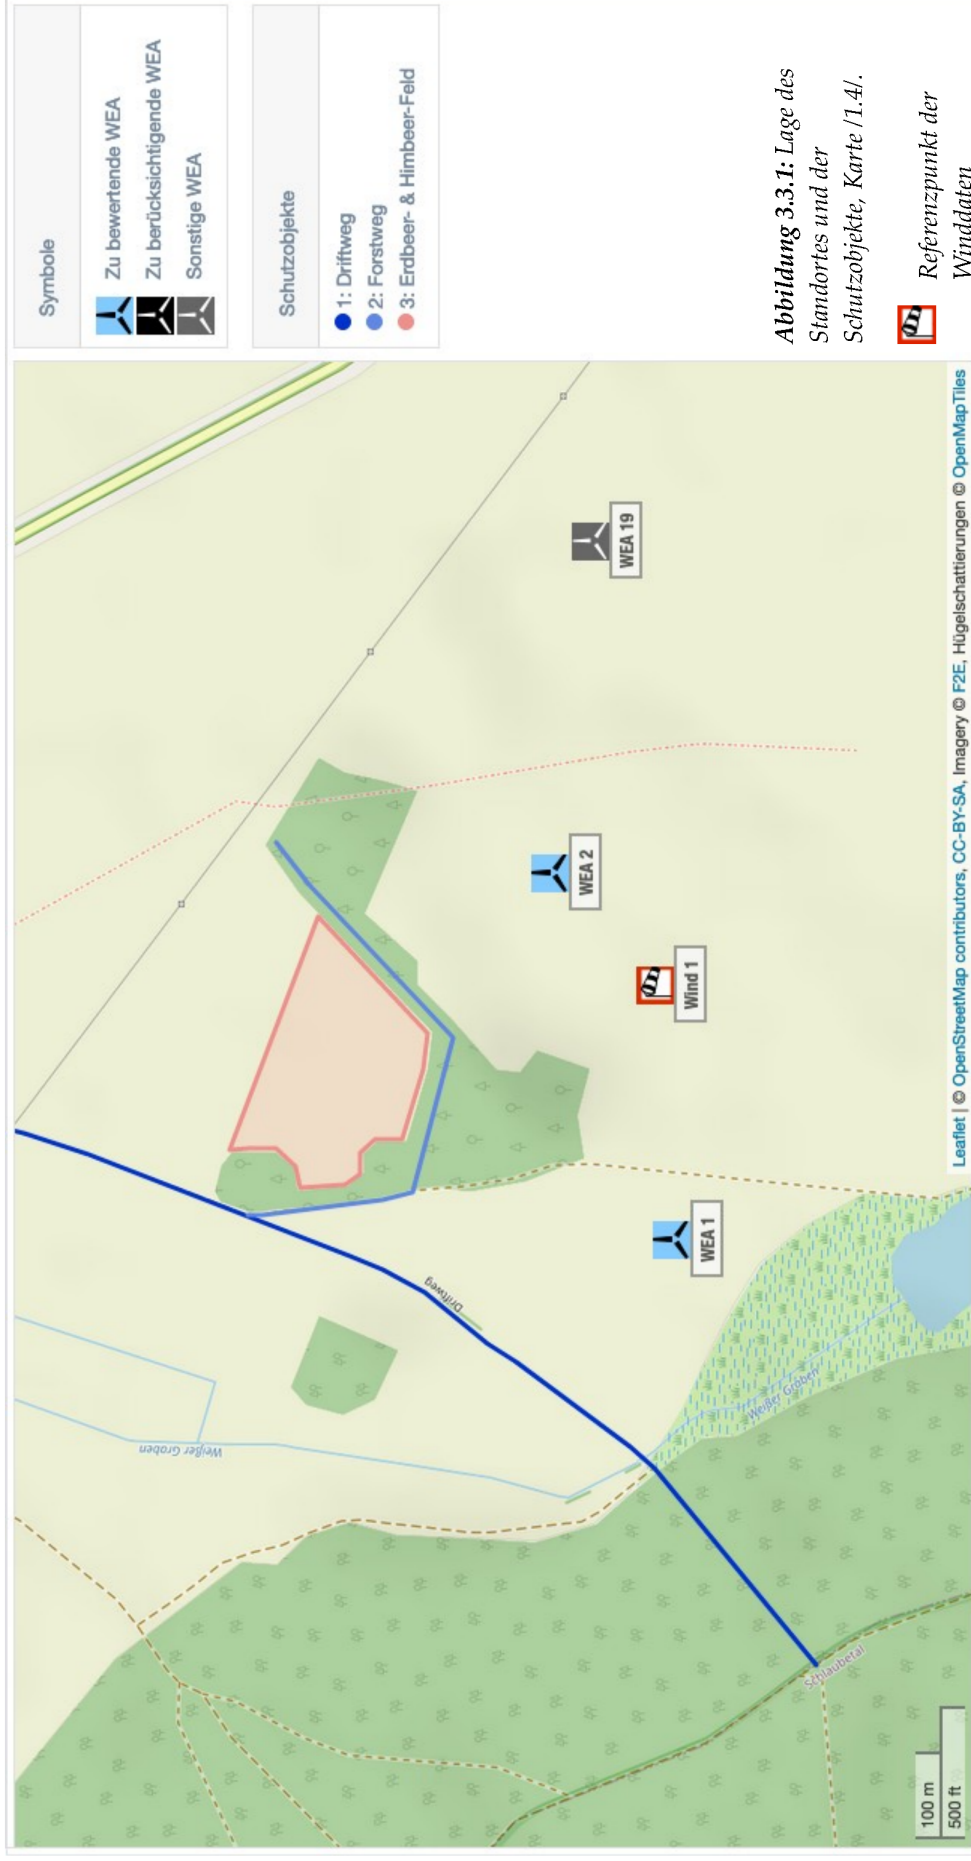 Weißer Graben
Driftweg
Weißer Graben
Schlaubetal
WEA 1
WEA 2
Wind 1
WEA 19
100 m
500 ft
Leaflet | © OpenStreetMap contributors, CC-BY-SA, Imagery © F2E, Hügelschattierungen © OpenMapTiles
Symbole
Zu bewertende WEA
Zu berücksichtigende WEA
Sonstige WEA
Schutzobjekte
1: Driftweg
2: Forstweg
3: Erdbeer- & Himbeer-Feld
Abbildung 3.3.1: Lage des
Standortes und der
Schutzobjekte, Karte /1.4/.
Referenzpunkt der
Winddaten